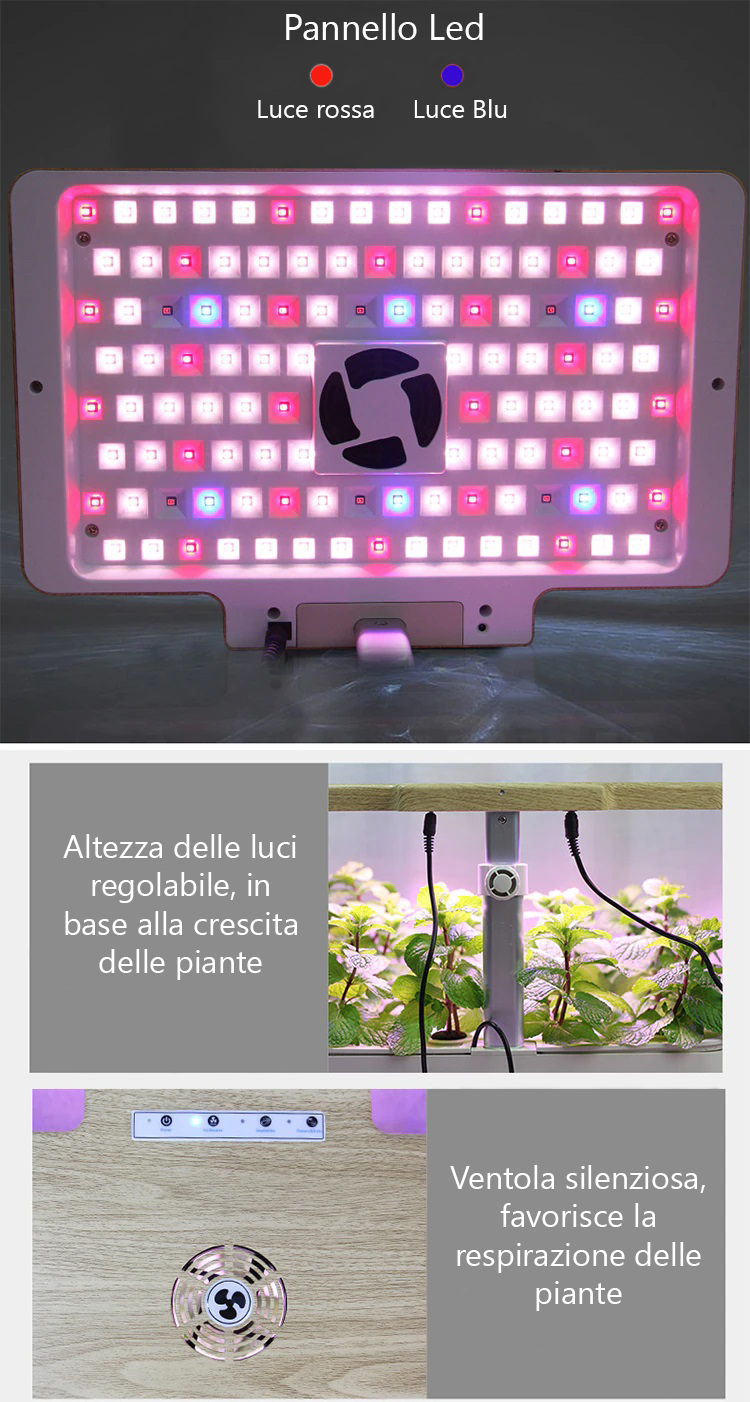 Pannello Led
Luce rossa
Luce Blu
Altezza delle luci
regolabile, in
base alla crescita
delle piante
Ventola silenziosa,
favorisce la
respirazione delle
piante